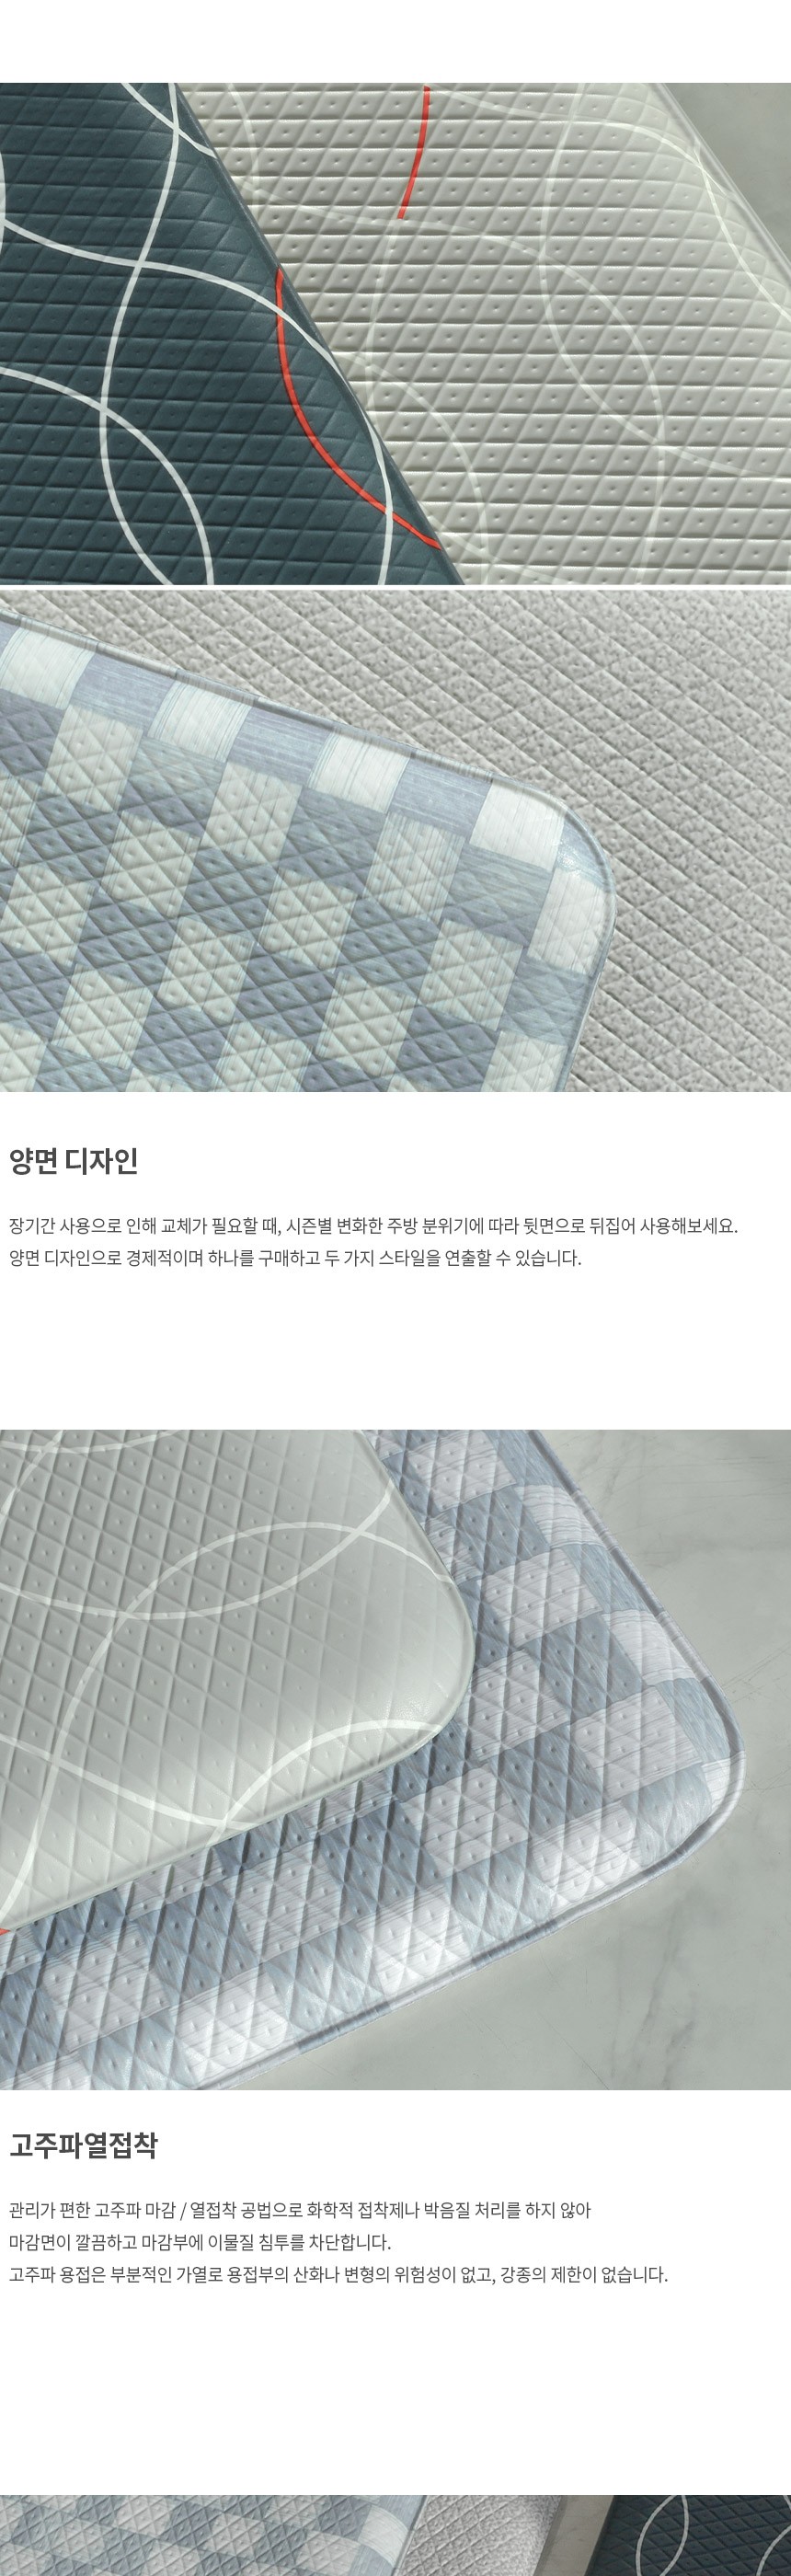 양면 디자인
장기간 사용으로 인해 교체가 필요할 때, 시즌별 변화한 주방 분위기에 따라 뒷면으로 뒤집어 사용해보세요.
양면 디자인으로 경제적이며 하나를 구매하고 두 가지 스타일을 연출할 수 있습니다.
고주파열접착
관리가 편한 고주파 마감 / 열접착 공법으로 화학적 접착제나 박음질 처리를 하지 않아
마감면이 깔끔하고 마감부에 이물질 침투를 차단합니다.
고주파 용접은 부분적인 가열로 용접부의 산화나 변형의 위험성이 없고, 강종의 제한이 없습니다.